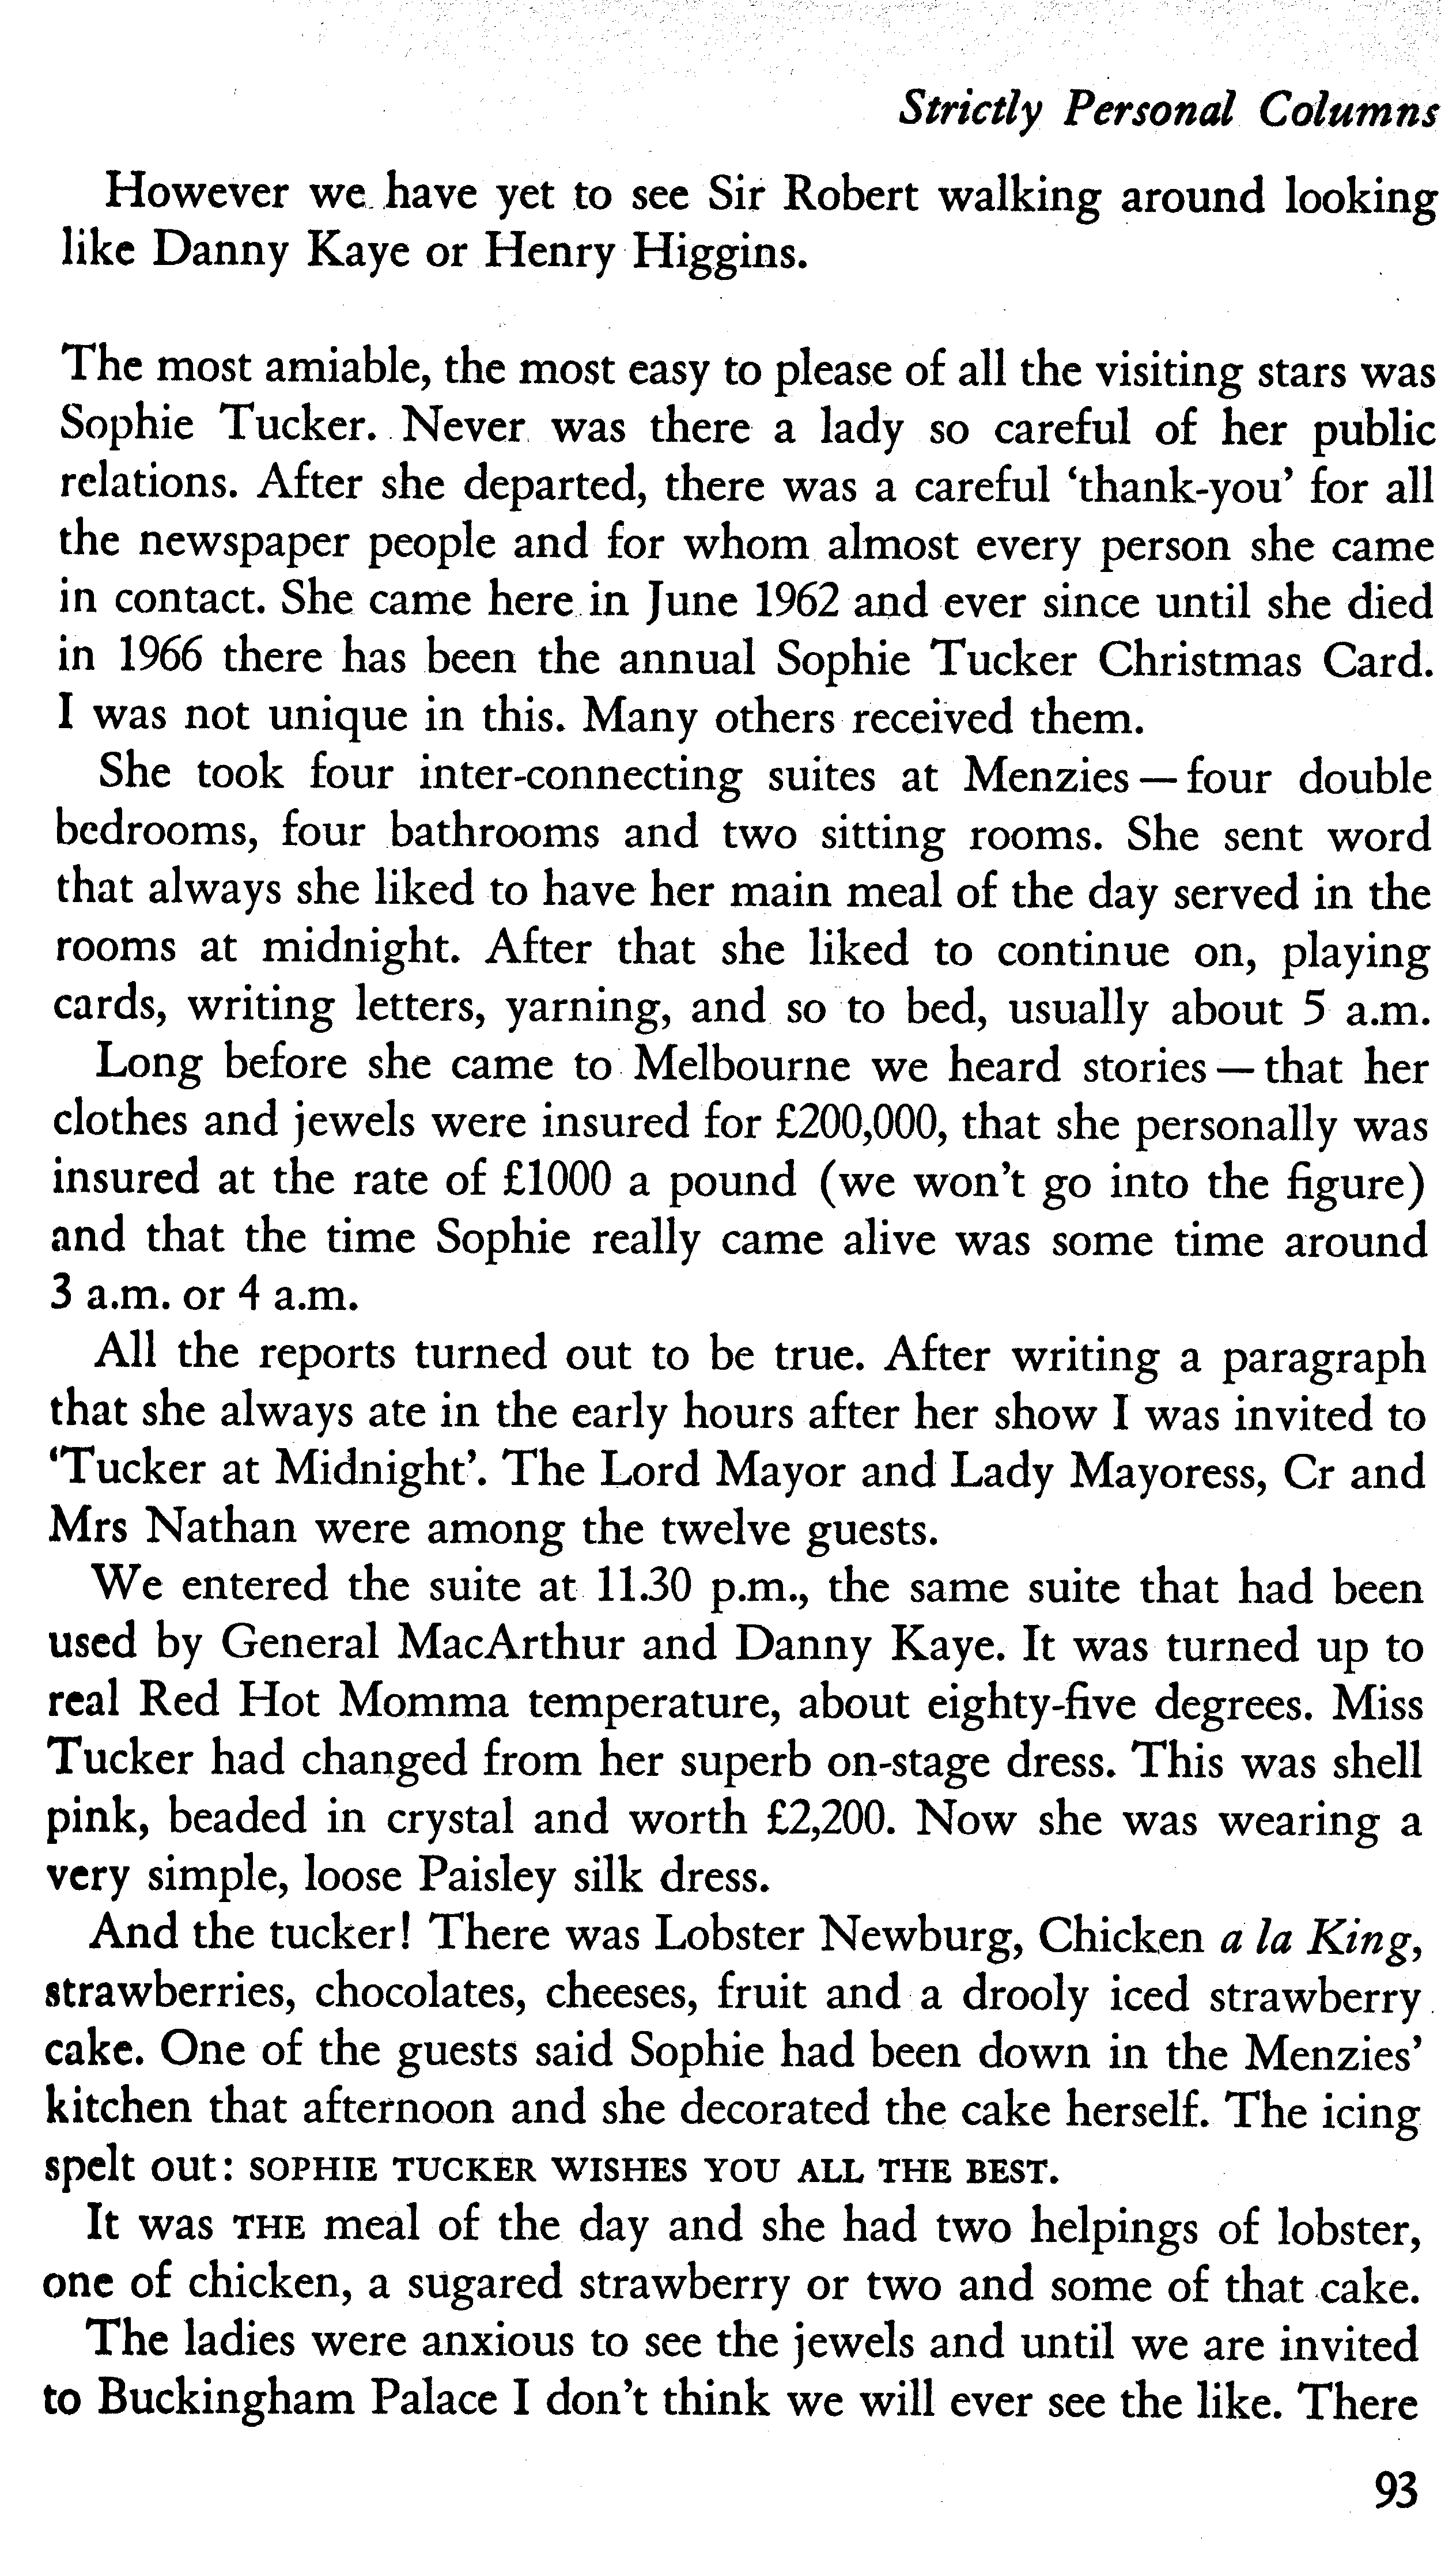 Strictly Personal Columns
However we have yet to see Sir Robert walking around looking
like Danny Kaye or Henry Higgins.
The most amiable, the most easy to please of all the visiting stars was
Sophie Tucker. Never was there a lady so careful of her public
relations. After she departed, there was a careful ‘thank-you’ for all
the newspaper people and for whom almost every person she came
in contact. She came here in June 1962 and ever since until she died
in 1966 there has been the annual Sophie Tucker Christmas Card.
I was not unique in this. Many others received them.
She took four inter-connecting suites at Menzies — four double
bedrooms, four bathrooms and two sitting rooms. She sent word
that always she liked to have her main meal of the day served in the
rooms at midnight. After that she liked to continue on, playing
cards, writing letters, yarning, and so to bed, usually about 5 a.m.
Long before she came to Melbourne we heard stories — that her
clothes and jewels were insured for £200,000, that she personally was
insured at the rate of £1000 a pound (we won’t go into the figure)
and that the time Sophie really came alive was some time around
3 a.m. or 4 a.m.
All the reports turned out to be true. After writing a paragraph
that she always ate in the early hours after her show I was invited to
‘Tucker at Midnight’. The Lord Mayor and Lady Mayoress, Cr and
Mrs Nathan were among the twelve guests.
We entered the suite at 11.30 p.m., the same suite that had been
used by General MacArthur and Danny Kaye. It was turned up to
real Red Hot Momma temperature, about eighty-five degrees. Miss
Tucker had changed from her superb on-stage dress. This was shell
pink, beaded in crystal and worth £2,200. Now she was wearing a
very simple, loose Paisley silk dress.
And the tucker! There was Lobster Newburg, Chicken a la King,
strawberries, chocolates, cheeses, fruit and a drooly iced strawberry
cake. One of the guests said Sophie had been down in the Menzies’
kitchen that afternoon and she decorated the cake herself. The icing
spelt out: SOPHIE TUCKER WISHES YOU ALL THE BEST.
It was THE meal of the day and she had two helpings of lobster,
one of chicken, a sugared strawberry or two and some of that cake.
The ladies were anxious to see the jewels and until we are invited
to Buckingham Palace I don’t think we will ever see the like. There
93